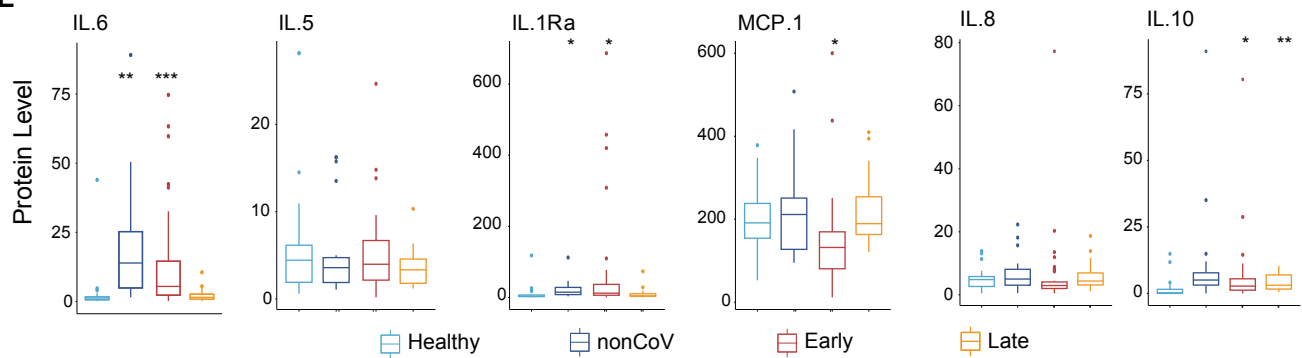 E
IL.6
IL.5
IL.1Ra
MCP.1
IL.8
IL.10
Protein Level
75
50
25
0
** ***
20
10
0
600
400
200
0
* *
600
400
200
0
*
80
60
40
20
0
75
50
25
0
* **
Healthy
nonCoV
Early
Late